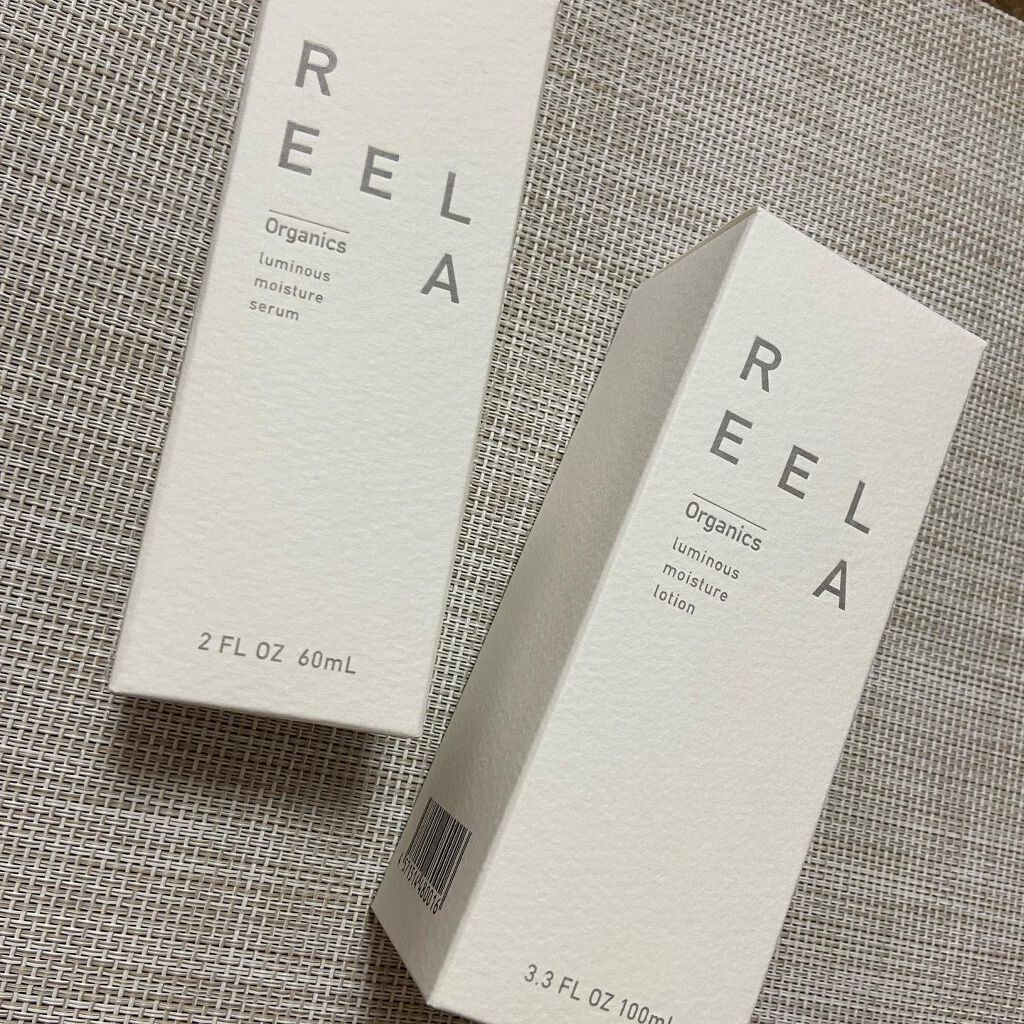 R
E E L
A
Organics
luminous
moisture
serum
2 FL OZ 60mL
R
E E L
A
Organics
luminous
moisture
lotion
3.3 FL OZ 100mL